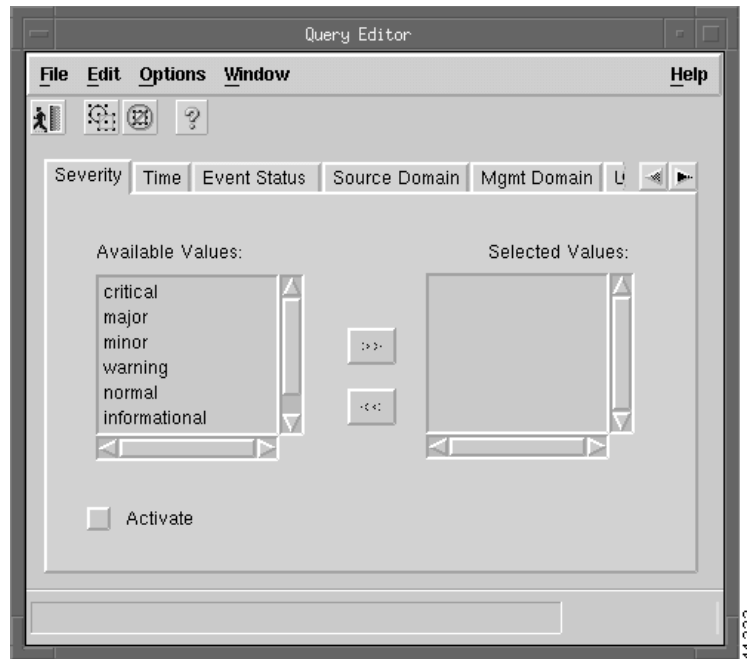 Query Editor
File Edit Options Window Help
Severity Time Event Status Source Domain Mgmt Domain
Available Values: Selected Values:
critical
major
minor
warning
normal
informational
>>
<<
Activate